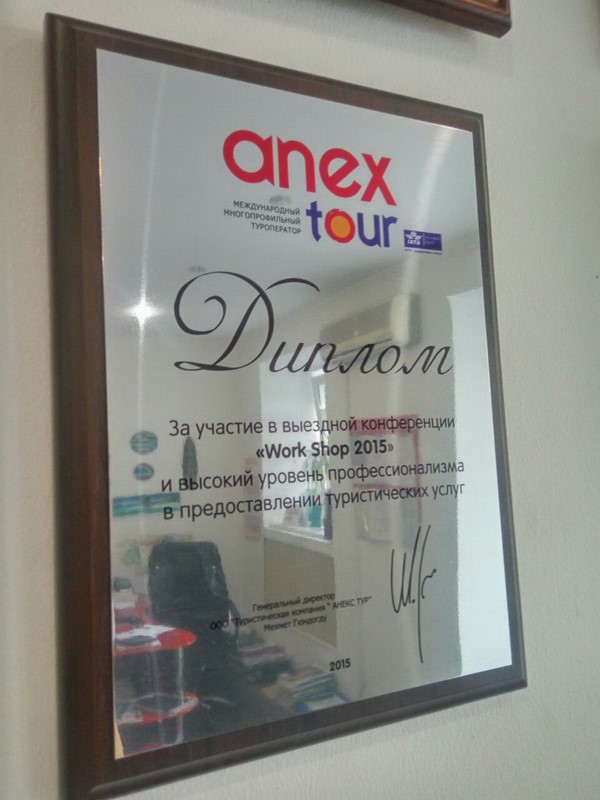 anex
МЕЖДУНАРОДНЫЙ
МНОГОПРОФИЛЬНЫЙ
ТУРОПЕРАТОР
tour
IATA
Диплом
За участие в выездной конференции
«Work Shop 2015»
и высокий уровень профессионализма
в предоставлении туристических услуг
Генеральный директор
ООО "Туристическая компания " АНЕКС ТУР"
Мехмет Гюндогду
2015